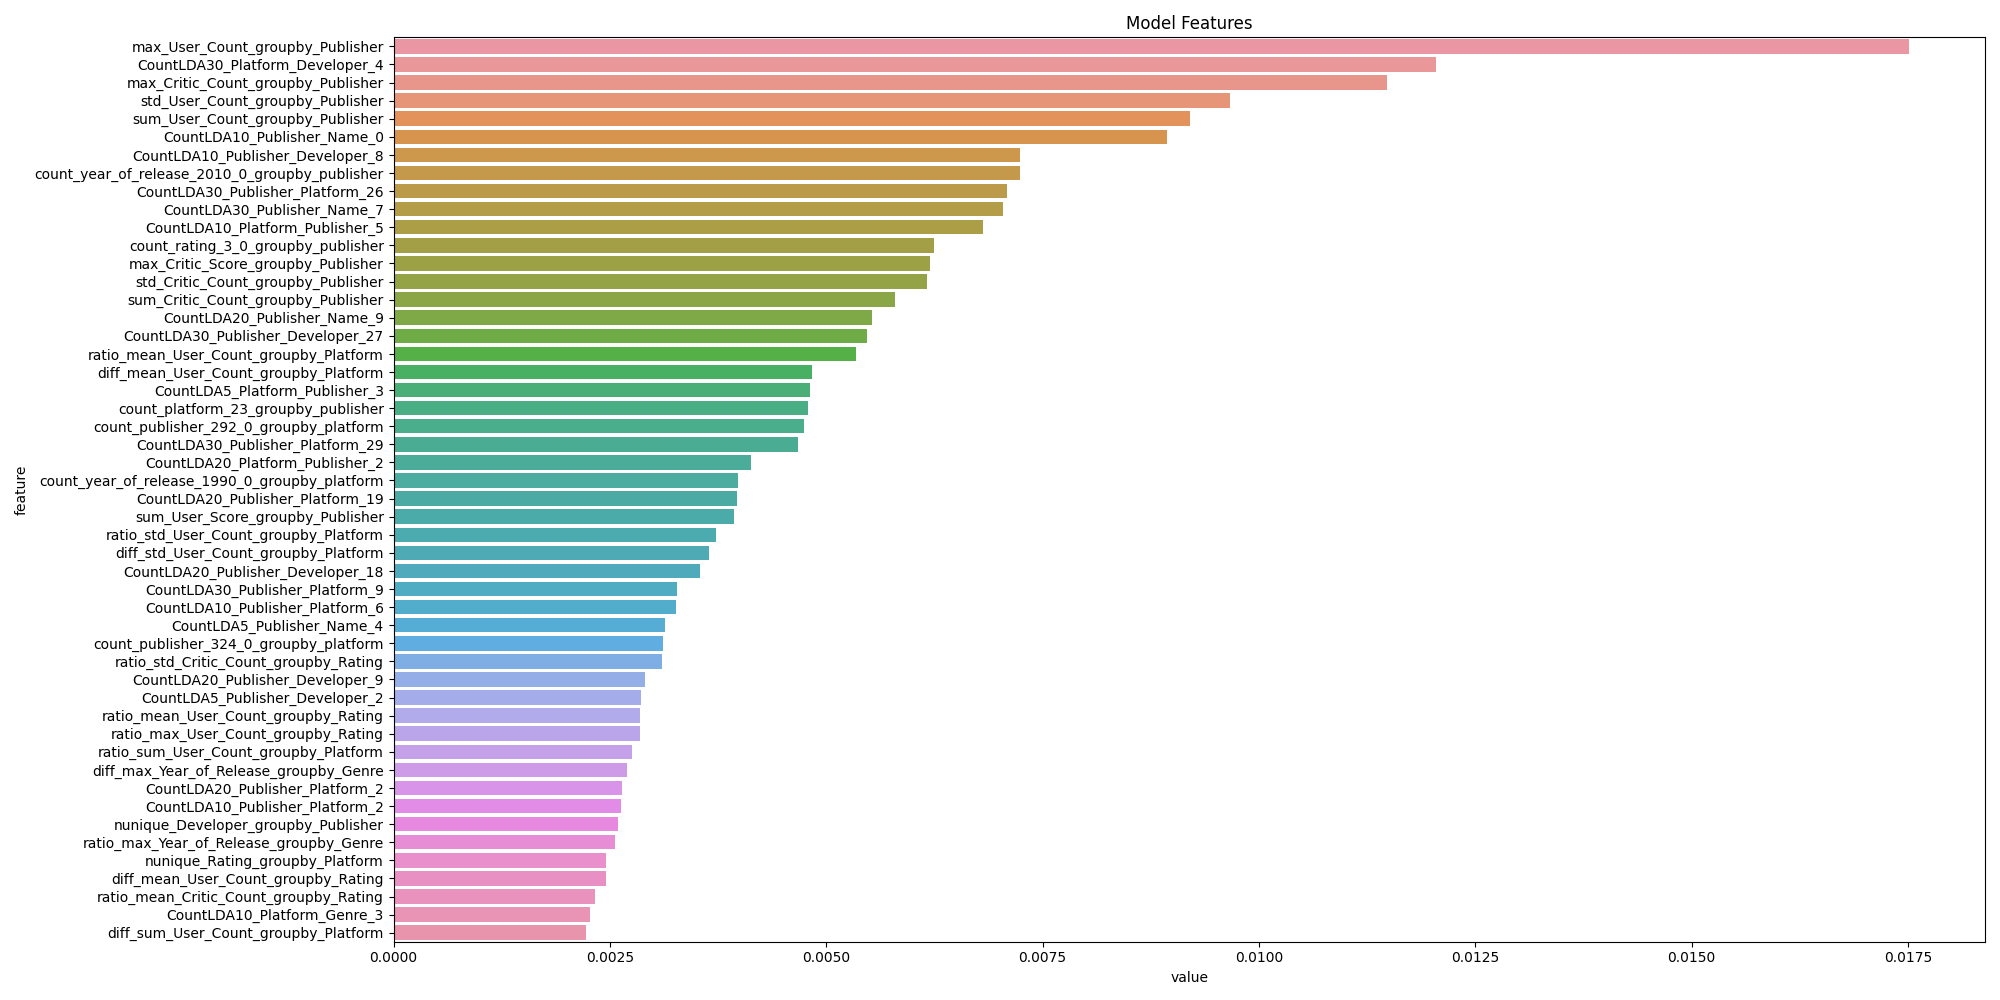 Model Features
max_User_Count_groupby_Publisher
CountLDA30_Platform_Developer_4
max_Critic_Count_groupby_Publisher
std_User_Count_groupby_Publisher
sum_User_Count_groupby_Publisher
CountLDA10_Publisher_Name_0
CountLDA10_Publisher_Developer_8
count_year_of_release_2010_0_groupby_publisher
CountLDA30_Publisher_Platform_26
CountLDA30_Publisher_Name_7
CountLDA10_Platform_Publisher_5
count_rating_3_0_groupby_publisher
max_Critic_Score_groupby_Publisher
std_Critic_Count_groupby_Publisher
sum_Critic_Count_groupby_Publisher
CountLDA20_Publisher_Name_9
CountLDA30_Publisher_Developer_27
ratio_mean_User_Count_groupby_Platform
diff_mean_User_Count_groupby_Platform
CountLDA5_Platform_Publisher_3
count_platform_23_groupby_publisher
count_publisher_292_0_groupby_platform
CountLDA30_Publisher_Platform_29
CountLDA20_Platform_Publisher_2
count_year_of_release_1990_0_groupby_platform
CountLDA20_Publisher_Platform_19
sum_User_Score_groupby_Publisher
ratio_std_User_Count_groupby_Platform
diff_std_User_Count_groupby_Platform
CountLDA20_Publisher_Developer_18
CountLDA30_Publisher_Platform_9
CountLDA10_Publisher_Platform_6
CountLDA5_Publisher_Name_4
count_publisher_324_0_groupby_platform
ratio_std_Critic_Count_groupby_Rating
CountLDA20_Publisher_Developer_9
CountLDA5_Publisher_Developer_2
ratio_mean_User_Count_groupby_Rating
ratio_max_User_Count_groupby_Rating
ratio_sum_User_Count_groupby_Platform
diff_max_Year_of_Release_groupby_Genre
CountLDA20_Publisher_Platform_2
CountLDA10_Publisher_Platform_2
nunique_Developer_groupby_Publisher
ratio_max_Year_of_Release_groupby_Genre
nunique_Rating_groupby_Platform
diff_mean_User_Count_groupby_Rating
ratio_mean_Critic_Count_groupby_Rating
CountLDA10_Platform_Genre_3
diff_sum_User_Count_groupby_Platform
feature
0.0000 0.0025 0.0050 0.0075 0.0100 0.0125 0.0150 0.0175
value